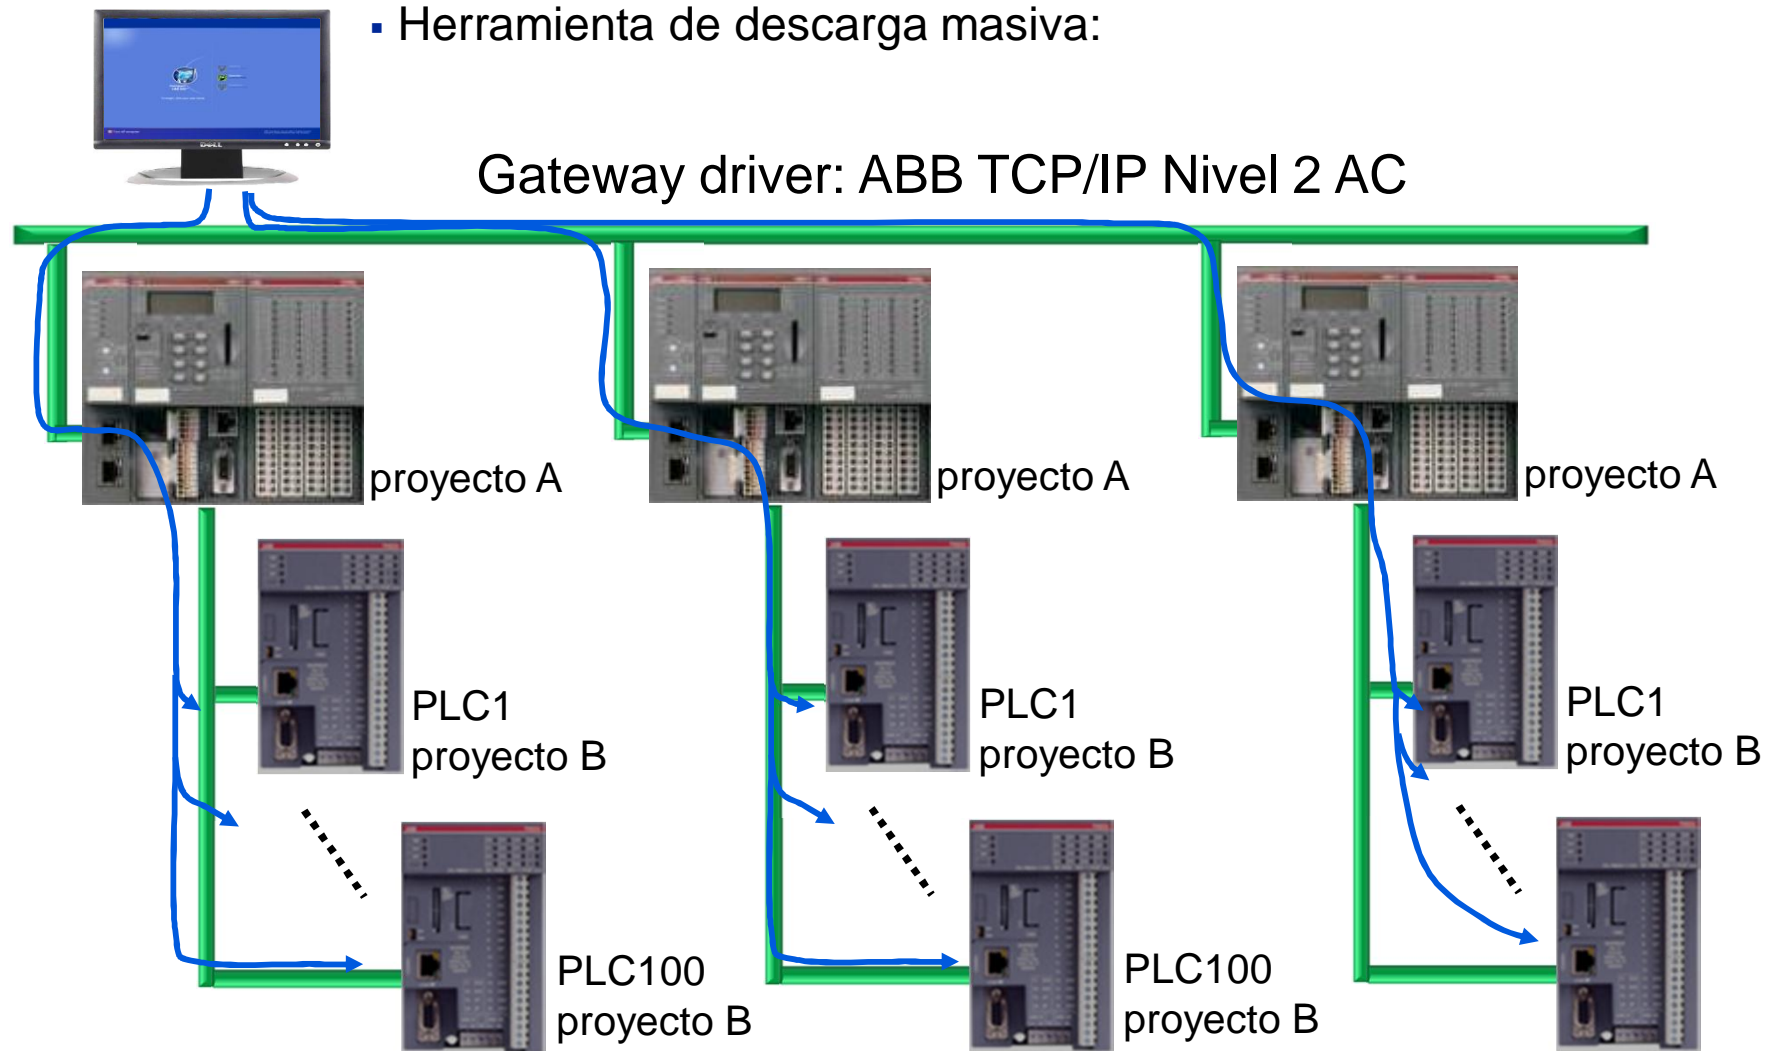 ▪ Herramienta de descarga masiva:
DELL
Gateway driver: ABB TCP/IP Nivel 2 AC
proyecto A
proyecto A
proyecto A
PLC1
proyecto B
PLC1
proyecto B
PLC1
proyecto B
PLC100
proyecto B
PLC100
proyecto B